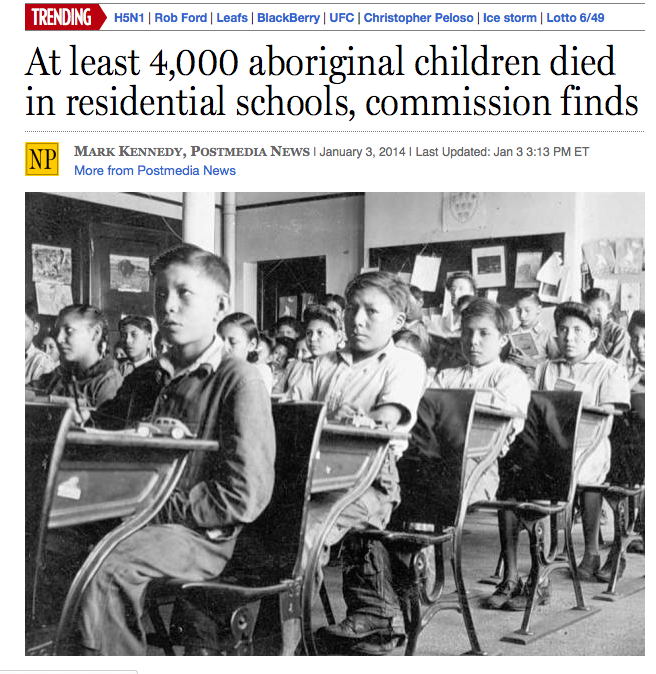 TRENDING H5N1 | Rob Ford | Leafs | BlackBerry | UFC | Christopher Peloso | Ice storm | Lotto 6/49
At least 4,000 aboriginal children died
in residential schools, commission finds
NP MARK KENNEDY, POSTMEDIA NEWS | January 3, 2014 | Last Updated: Jan 3 3:13 PM ET
More from Postmedia News